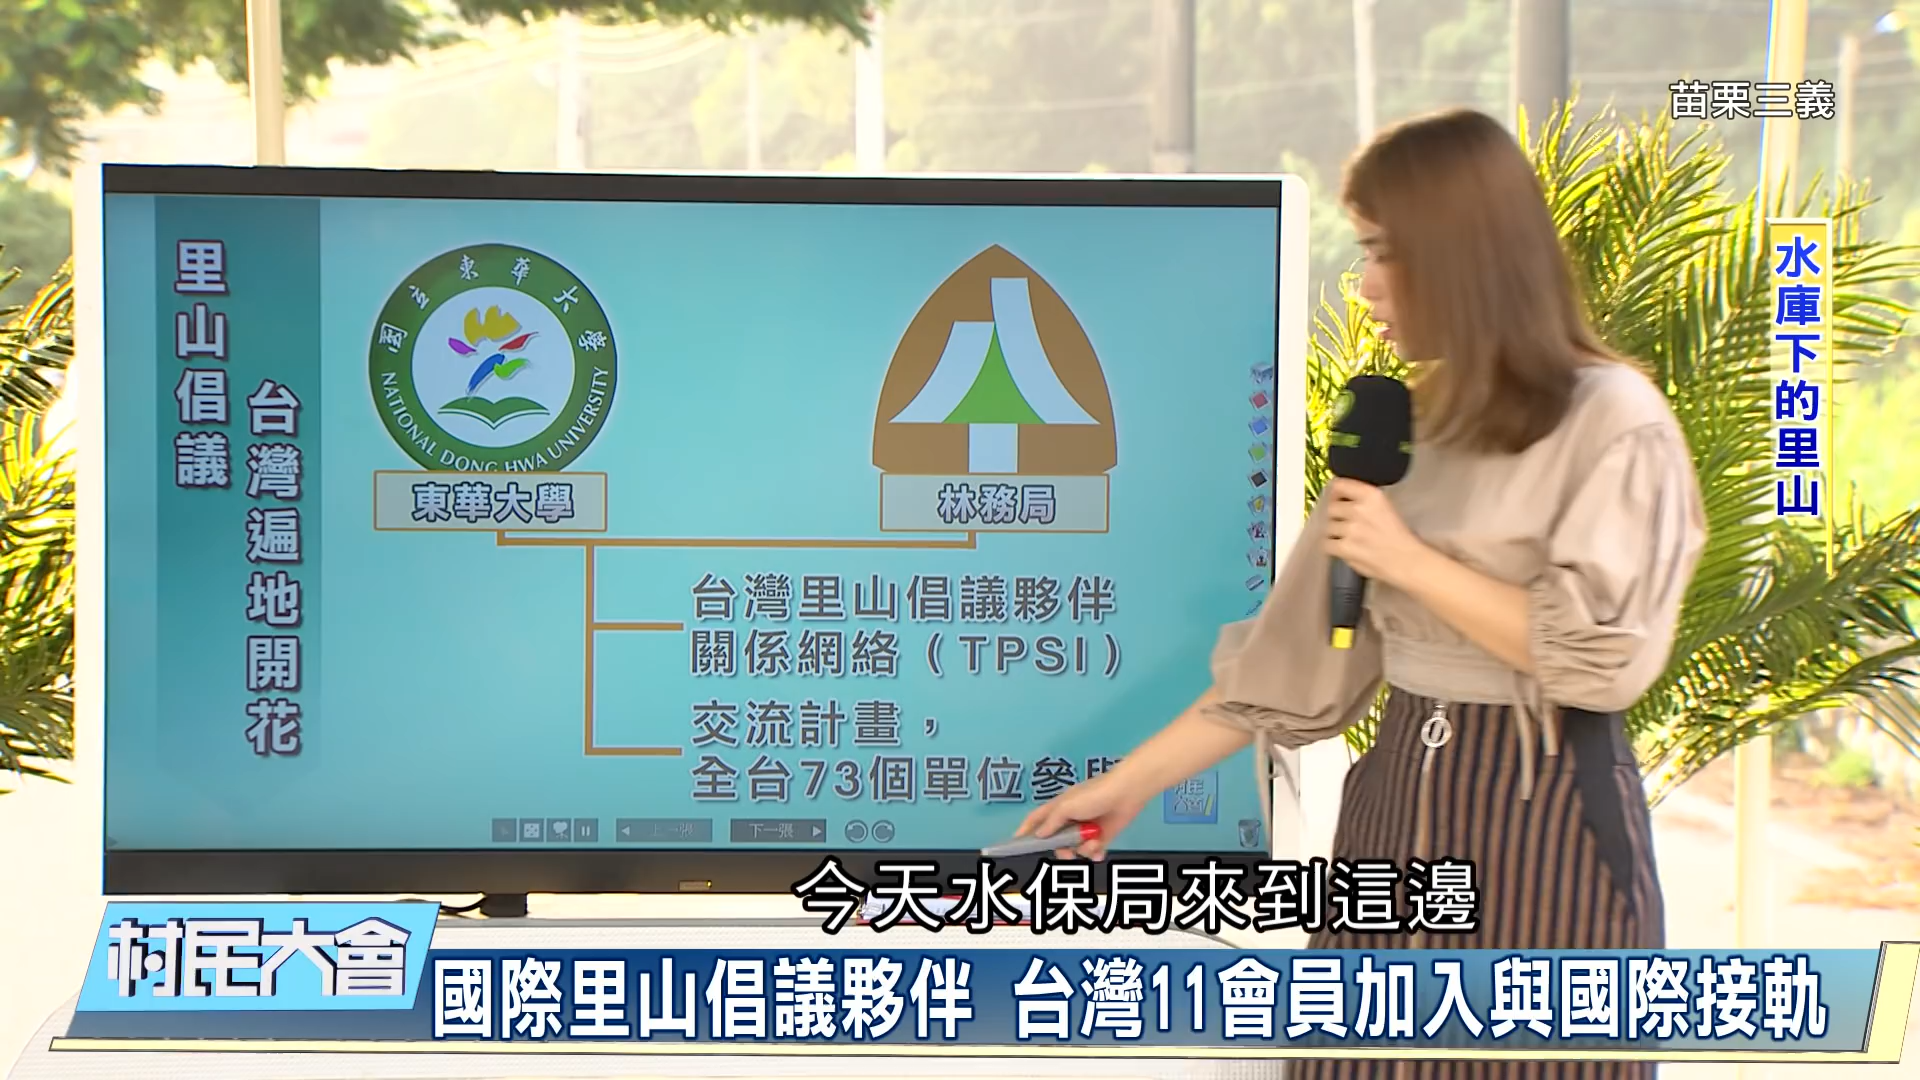 苗栗三義
水庫下的里山
里山倡議
台灣遍地開花
國立東華大學
NATIONAL DONG HWA UNIVERSITY
東華大學
林務局
台灣里山倡議夥伴
關係網絡（TPSI）
交流計畫，
全台73個單位參與
上一張
下一張
今天水保局來到這邊
村民大會
國際里山倡議夥伴 台灣11會員加入與國際接軌